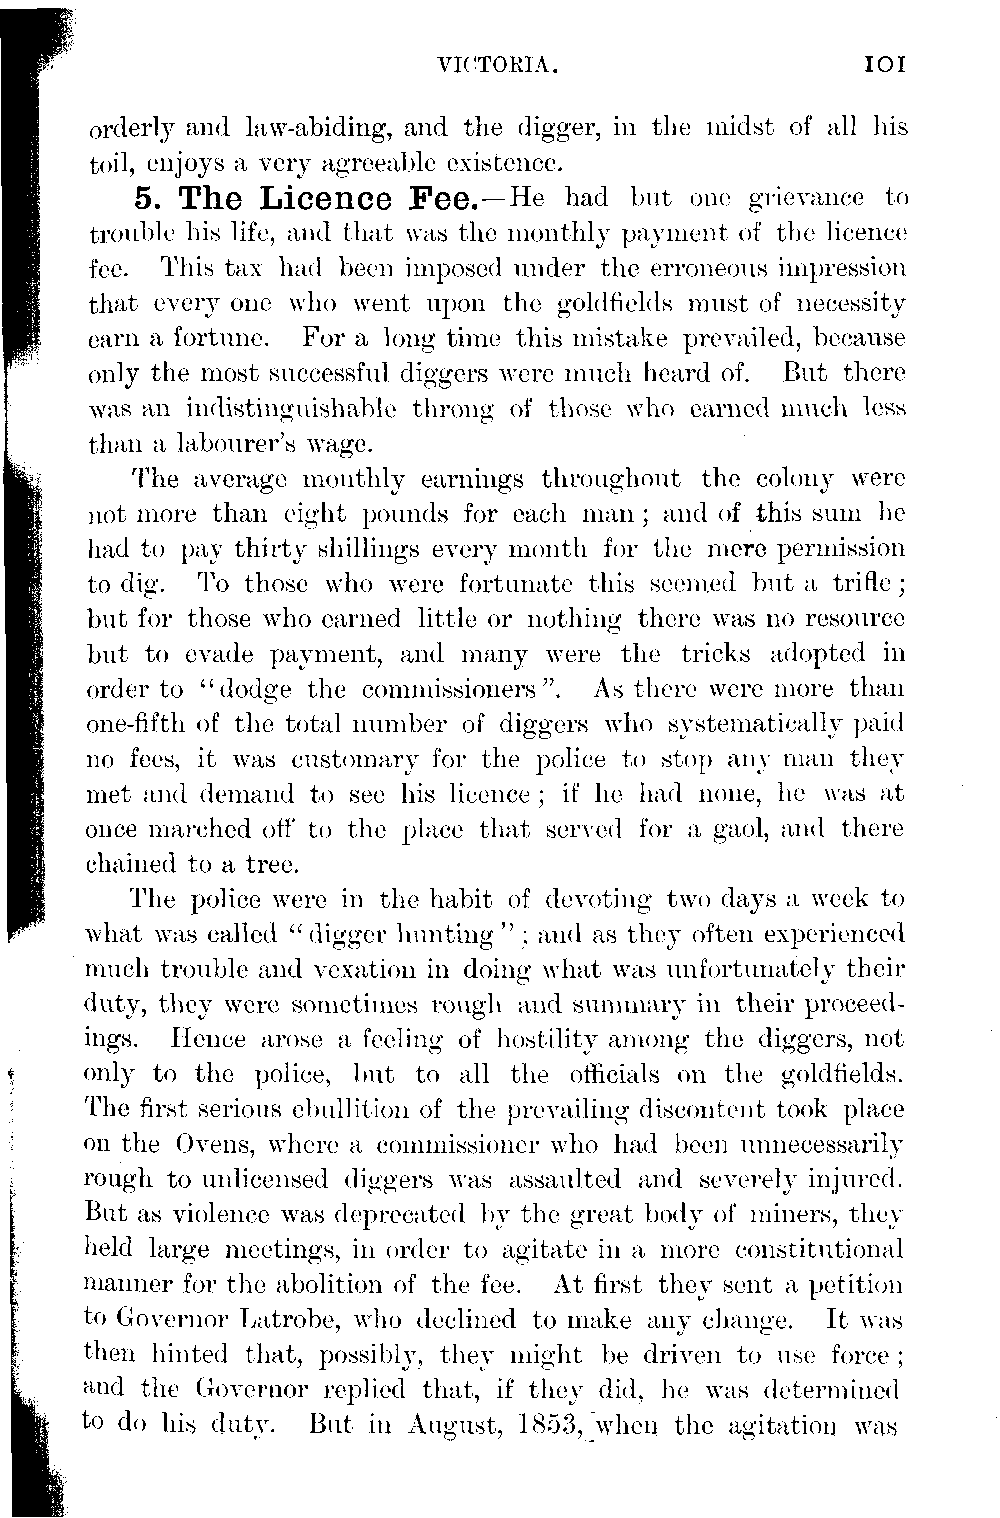 VICTORIA. 101
orderly and law-abiding, and the digger, in the midst of all his
toil, enjoys a very agreeable existence.
5. The Licence Fee.—He had but one grievance to
trouble his life, and that was the monthly payment of the licence
fee. This tax had been imposed under the erroneous impression
that every one who went upon the goldfields must of necessity
earn a fortune. For a long time this mistake prevailed, because
only the most successful diggers were much heard of. But there
was an indistinguishable throng of those who earned much less
than a labourer's wage.
The average monthly earnings throughout the colony were
not more than eight pounds for each man; and of this sum he
had to pay thirty shillings every month for the mere permission
to dig. To those who were fortunate this seemed but a trifle;
but for those who earned little or nothing there was no resource
but to evade payment, and many were the tricks adopted in
order to "dodge the commissioners". As there were more than
one-fifth of the total number of diggers who systematically paid
no fees, it was customary for the police to stop any man they
met and demand to see his licence; if he had none, he was at
once marched off to the place that served for a gaol, and there
chained to a tree.
The police were in the habit of devoting two days a week to
what was called "digger hunting"; and as they often experienced
much trouble and vexation in doing what was unfortunately their
duty, they were sometimes rough and summary in their proceed-
ings. Hence arose a feeling of hostility among the diggers, not
only to the police, but to all the officials on the goldfields.
The first serious ebullition of the prevailing discontent took place
on the Ovens, where a commissioner who had been unnecessarily
rough to unlicensed diggers was assaulted and severely injured.
But as violence was deprecated by the great body of miners, they
held large meetings, in order to agitate in a more constitutional
manner for the abolition of the fee. At first they sent a petition
to Governor Latrobe, who declined to make any change. It was
then hinted that, possibly, they might be driven to use force;
and the Governor replied that, if they did, he was determined
to do his duty. But in August, 1853, when the agitation was